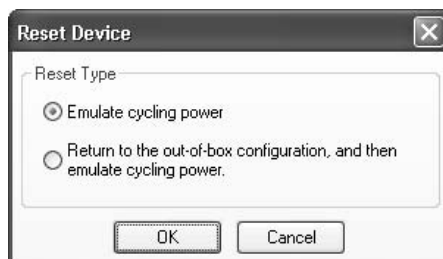 Reset Device
Reset Type
Emulate cycling power
Return to the out-of-box configuration, and then
emulate cycling power.
OK
Cancel